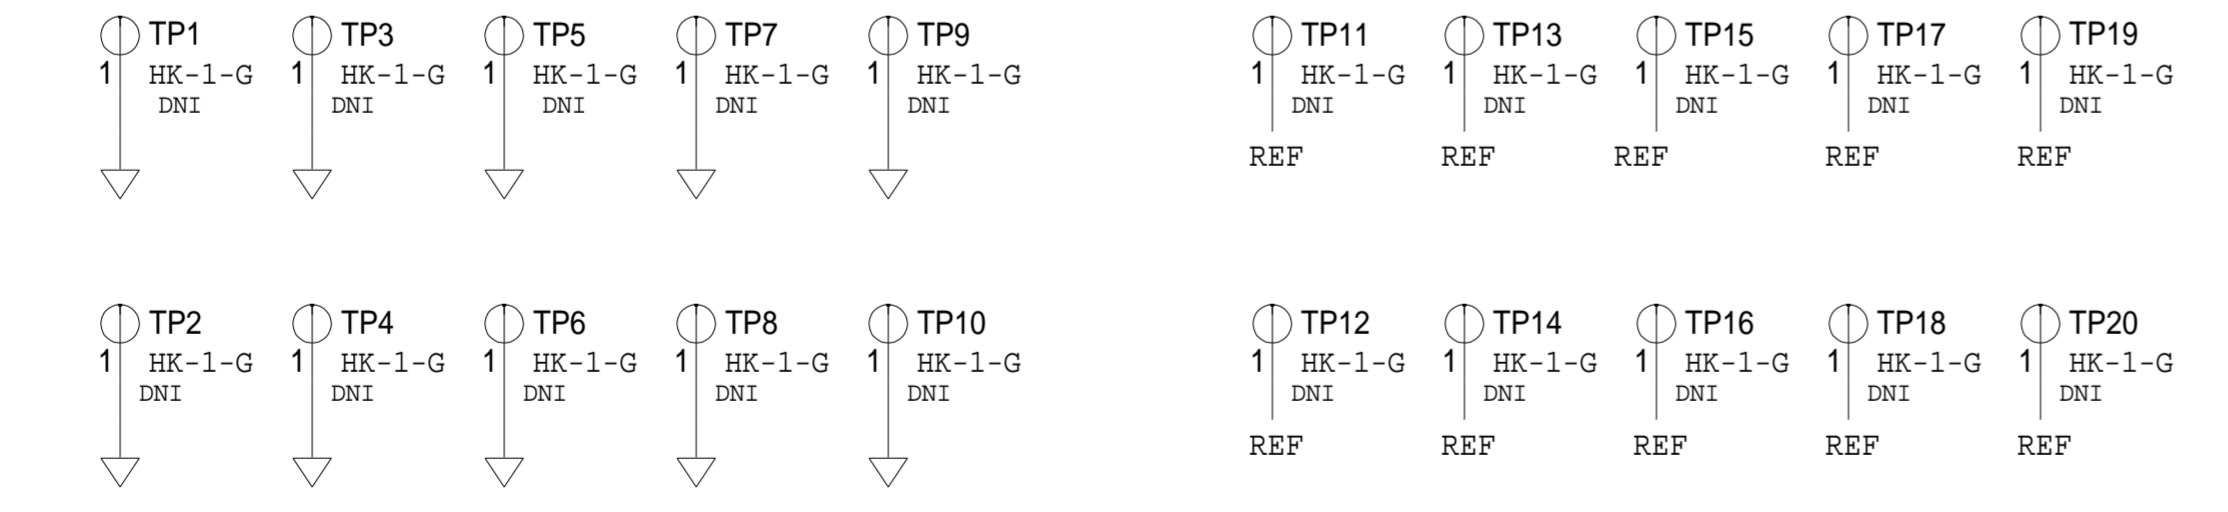 TP1 TP3 TP5 TP7 TP9 TP11 TP13 TP15 TP17 TP19
1 HK-1-G 1 HK-1-G 1 HK-1-G 1 HK-1-G 1 HK-1-G 1 HK-1-G 1 HK-1-G 1 HK-1-G 1 HK-1-G 1 HK-1-G
DNI DNI DNI DNI DNI DNI DNI DNI DNI DNI
REF REF REF REF REF
TP2 TP4 TP6 TP8 TP10 TP12 TP14 TP16 TP18 TP20
1 HK-1-G 1 HK-1-G 1 HK-1-G 1 HK-1-G 1 HK-1-G 1 HK-1-G 1 HK-1-G 1 HK-1-G 1 HK-1-G 1 HK-1-G
DNI DNI DNI DNI DNI DNI DNI DNI DNI DNI
REF REF REF REF REF